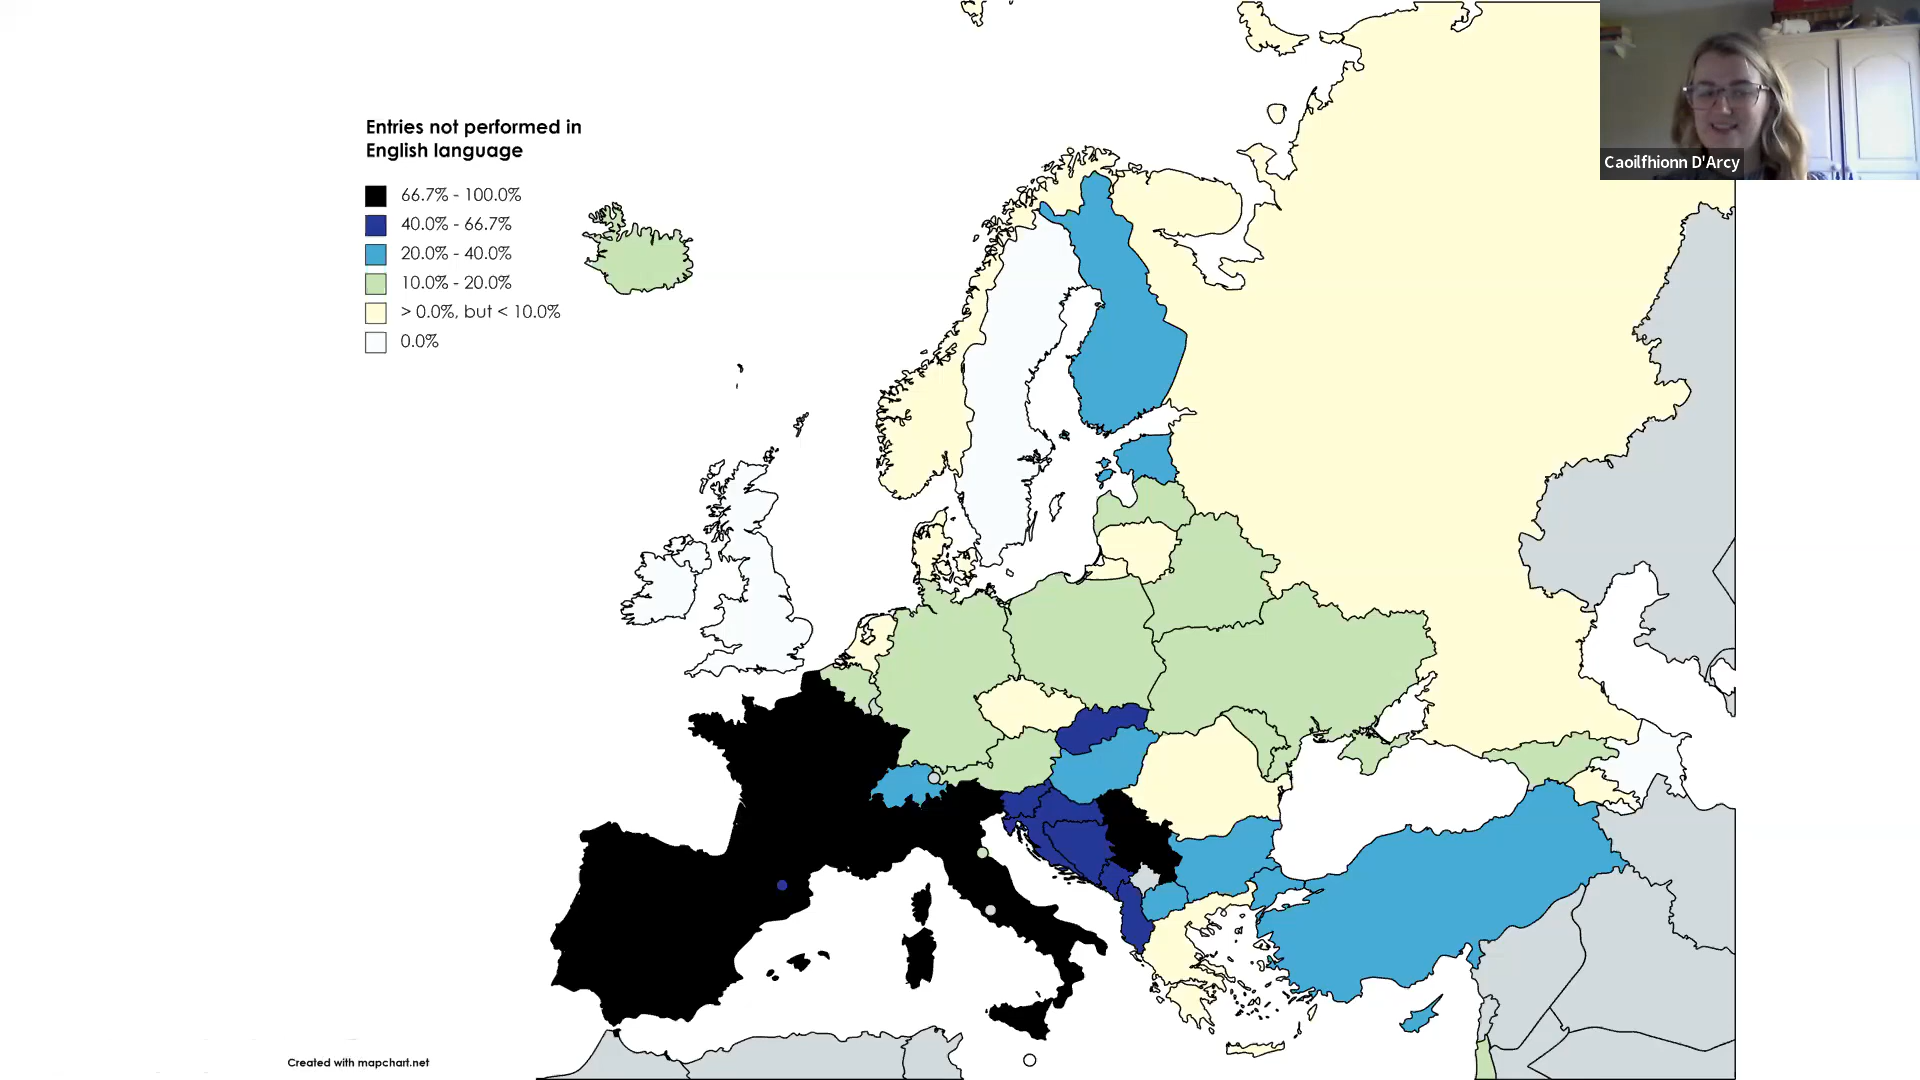 Entries not performed in
English language
66.7% - 100.0%
40.0% - 66.7%
20.0% - 40.0%
10.0% - 20.0%
> 0.0%, but < 10.0%
0.0%
Caoilfhionn D'Arcy
Created with mapchart.net